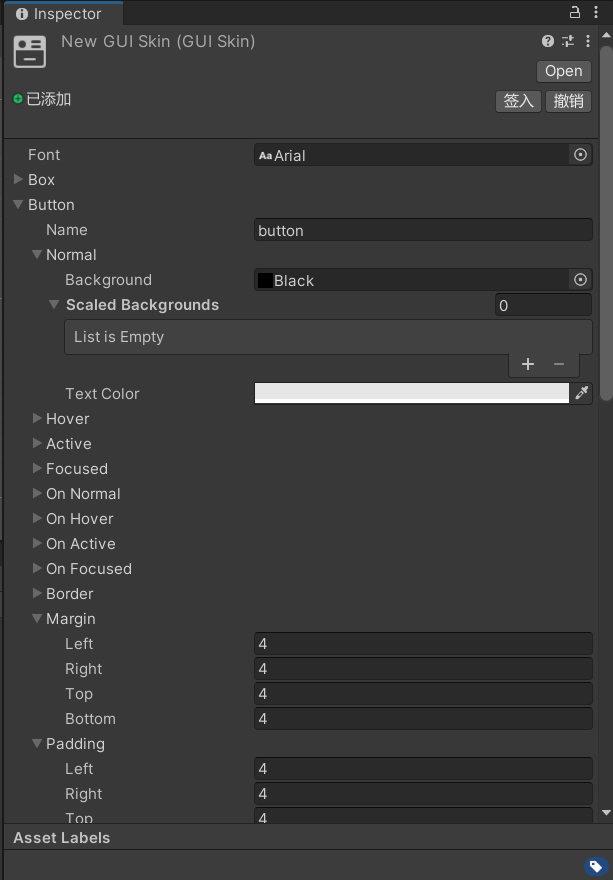 Inspector
New GUI Skin (GUI Skin)
Open
已添加 签入 撤销
Font Aa Arial
Box
Button
Name button
Normal
Background Black
Scaled Backgrounds 0
List is Empty
+ −
Text Color
Hover
Active
Focused
On Normal
On Hover
On Active
On Focused
Border
Margin
Left 4
Right 4
Top 4
Bottom 4
Padding
Left 4
Right 4
Top 4
Asset Labels